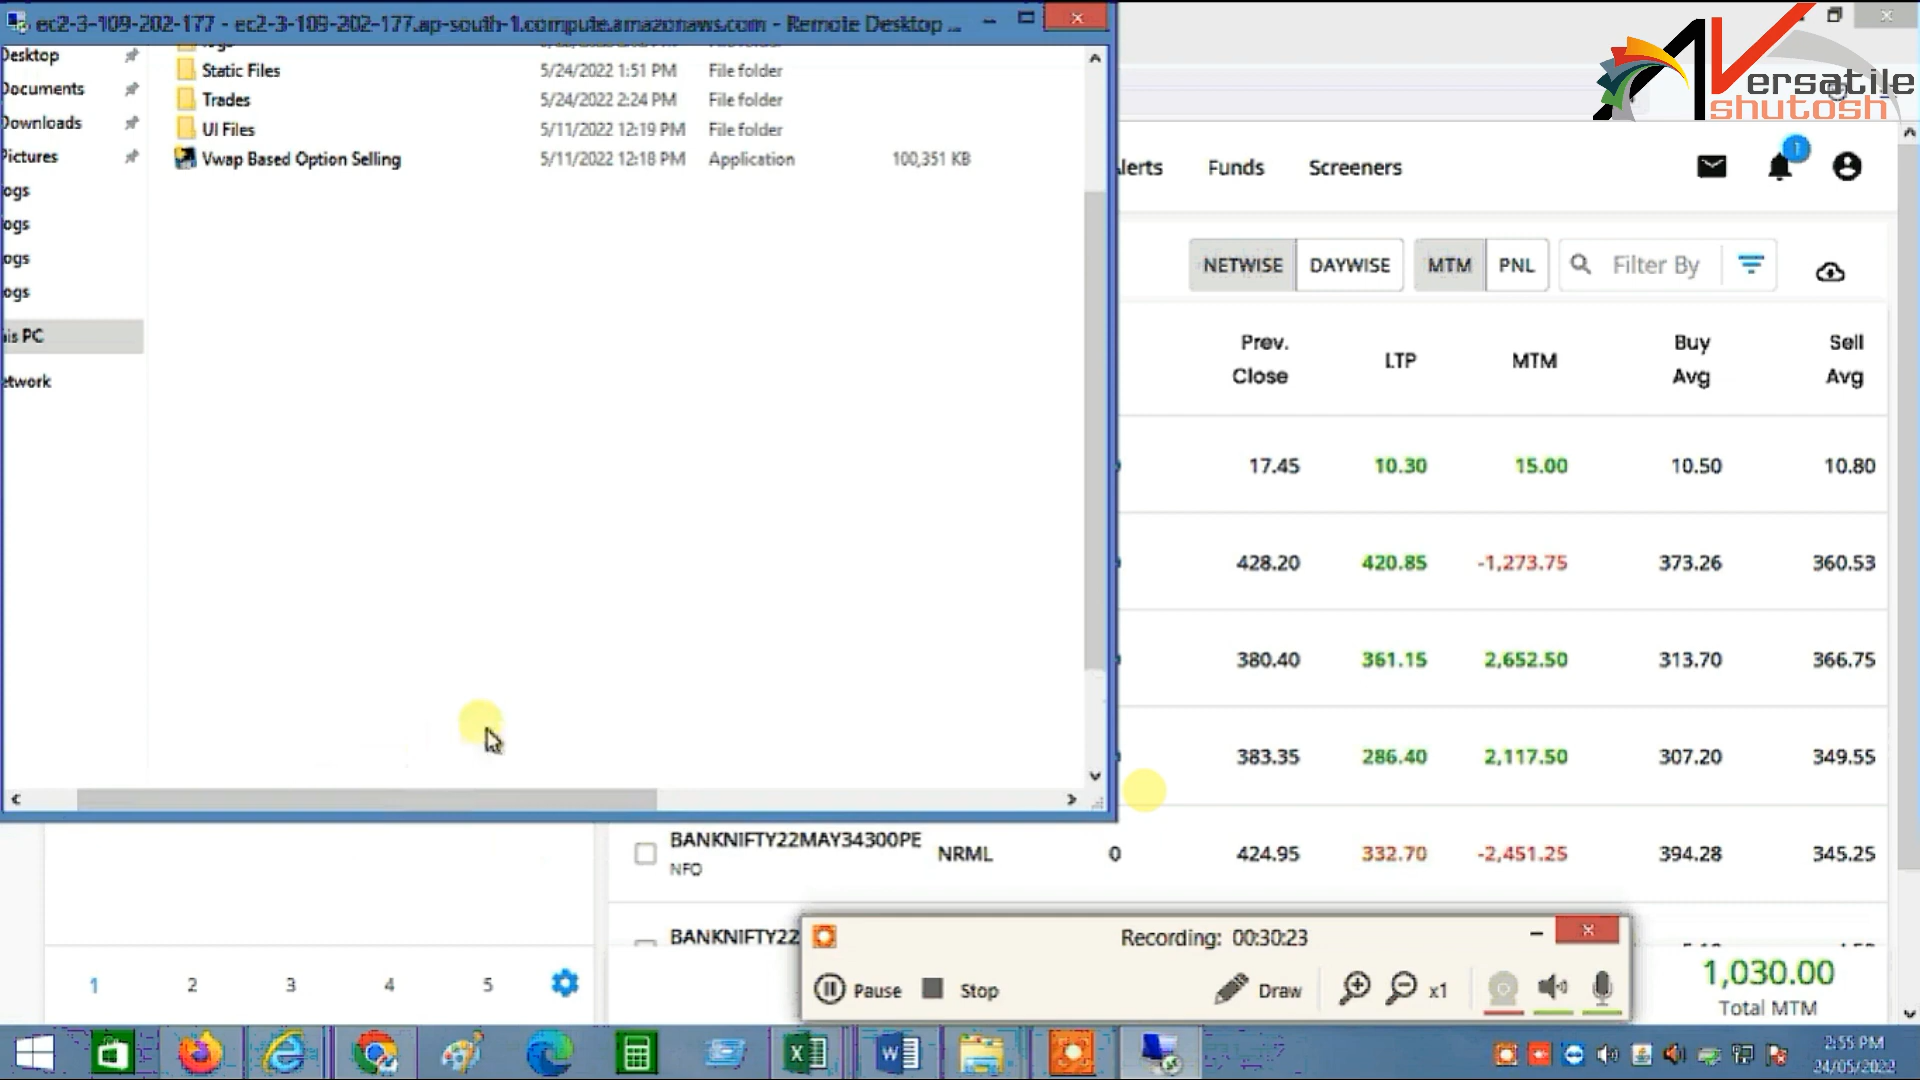 ec2-3-109-202-177 - ec2-3-109-202-177.ap-south-1.compute.amazonaws.com - Remote Desktop ...
Versatile
shutosh
Desktop
Documents
Downloads
Pictures
ogs
ogs
ogs
ogs
his PC
etwork
Static Files 5/24/2022 1:51 PM File folder
Trades 5/24/2022 2:24 PM File folder
UI Files 5/11/2022 12:19 PM File folder
Vwap Based Option Selling 5/11/2022 12:18 PM Application 100,351 KB
lerts Funds Screeners 1
NETWISE DAYWISE MTM PNL Filter By
Prev. Close LTP MTM Buy Avg Sell Avg
17.45 10.30 15.00 10.50 10.80
428.20 420.85 -1,273.75 373.26 360.53
380.40 361.15 2,652.50 313.70 366.75
383.35 286.40 2,117.50 307.20 349.55
BANKNIFTY22MAY34300PE NRML 0 424.95 332.70 -2,451.25 394.28 345.25
NFO
BANKNIFTY22
Recording: 00:30:23
Pause Stop Draw x1
1 2 3 4 5
1,030.00
Total MTM
2:55 PM
24/05/2022